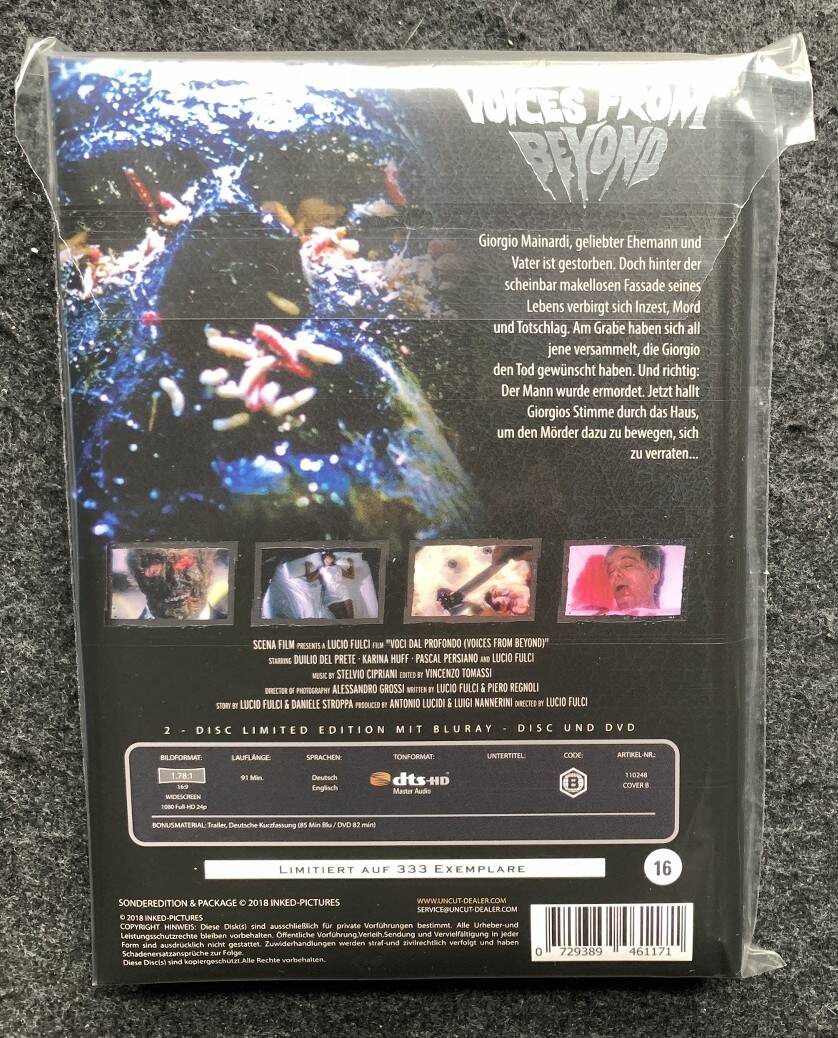 VOICES FROM
BEYOND
Giorgio Mainardi, geliebter Ehemann und
Vater ist gestorben. Doch hinter der
scheinbar makellosen Fassade seines
Lebens verbirgt sich Inzest, Mord
und Totschlag. Am Grabe haben sich all
jene versammelt, die Giorgio
den Tod gewünscht haben. Und richtig:
Der Mann wurde ermordet. Jetzt hallt
Giorgios Stimme durch das Haus,
um den Mörder dazu zu bewegen, sich
zu verraten...
SCENA FILM PRESENTS A LUCIO FULCI FILM "VOCI DAL PROFONDO (VOICES FROM BEYOND)"
STARRING DUILIO DEL PRETE · KARINA HUFF · PASCAL PERSIANO AND LUCIO FULCI
MUSIC BY STELVIO CIPRIANI EDITED BY VINCENZO TOMASSI
DIRECTOR OF PHOTOGRAPHY ALESSANDRO GROSSI WRITTEN BY LUCIO FULCI & PIERO REGNOLI
STORY BY LUCIO FULCI & DANIELE STROPPA PRODUCED BY ANTONIO LUCIDI & LUIGI NANNERINI DIRECTED BY LUCIO FULCI
2 - DISC LIMITED EDITION MIT BLURAY - DISC UND DVD
BILDFORMAT: LAUFLÄNGE: SPRACHEN: TONFORMAT: UNTERTITEL: CODE: ARTIKEL-NR.:
1.78:1 91 Min. Deutsch dts-HD B 110248
16:9 Englisch Master Audio COVER B
WIDESCREEN
1080 Full-HD 24p
BONUSMATERIAL: Trailer, Deutsche Kurzfassung (85 Min Blu / DVD 82 min)
LIMITIERT AUF 333 EXEMPLARE
16
SONDEREDITION & PACKAGE © 2018 INKED-PICTURES
WWW.UNCUT-DEALER.COM
SERVICE@UNCUT-DEALER.COM
© 2018 INKED-PICTURES
COPYRIGHT HINWEIS: Diese Disk(s) sind ausschließlich für private Vorführungen bestimmt. Alle Urheber-und
Leistungsschutzrechte bleiben vorbehalten. Öffentliche Vorführung,Verleih,Sendung und Vervielfältigung in jeder
Form sind ausdrücklich nicht gestattet. Zuwiderhandlungen werden straf-und zivilrechtlich verfolgt und haben
Schadenersatzansprüche zur Folge.
Diese Disc(s) sind kopiergeschützt.Alle Rechte vorbehalten.
0 729389 461171